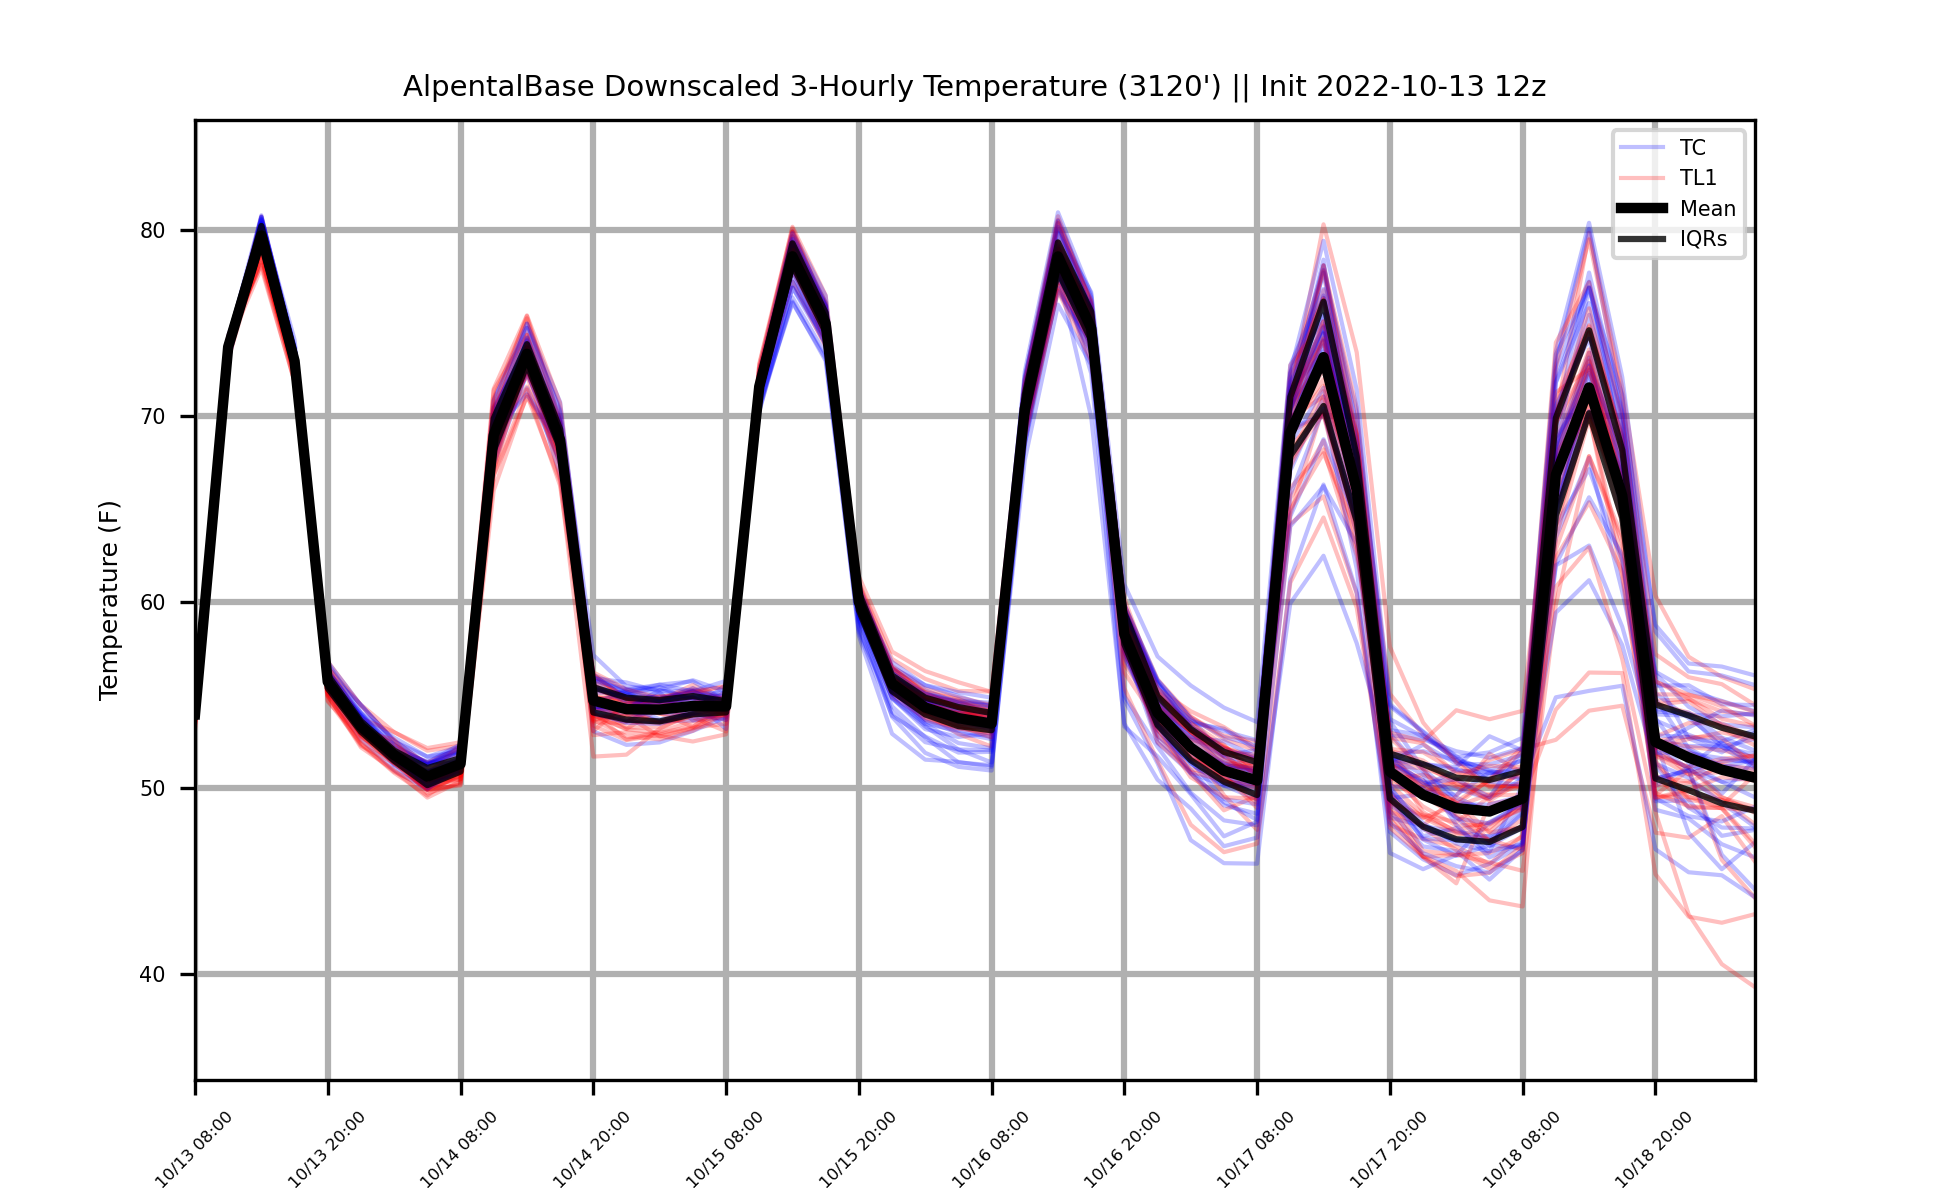 AlpentalBase Downscaled 3-Hourly Temperature (3120') || Init 2022-10-13 12z
TC
TL1
Mean
IQRs
Temperature (F)
80
70
60
50
40
10/13 08:00
10/13 20:00
10/14 08:00
10/14 20:00
10/15 08:00
10/15 20:00
10/16 08:00
10/16 20:00
10/17 08:00
10/17 20:00
10/18 08:00
10/18 20:00